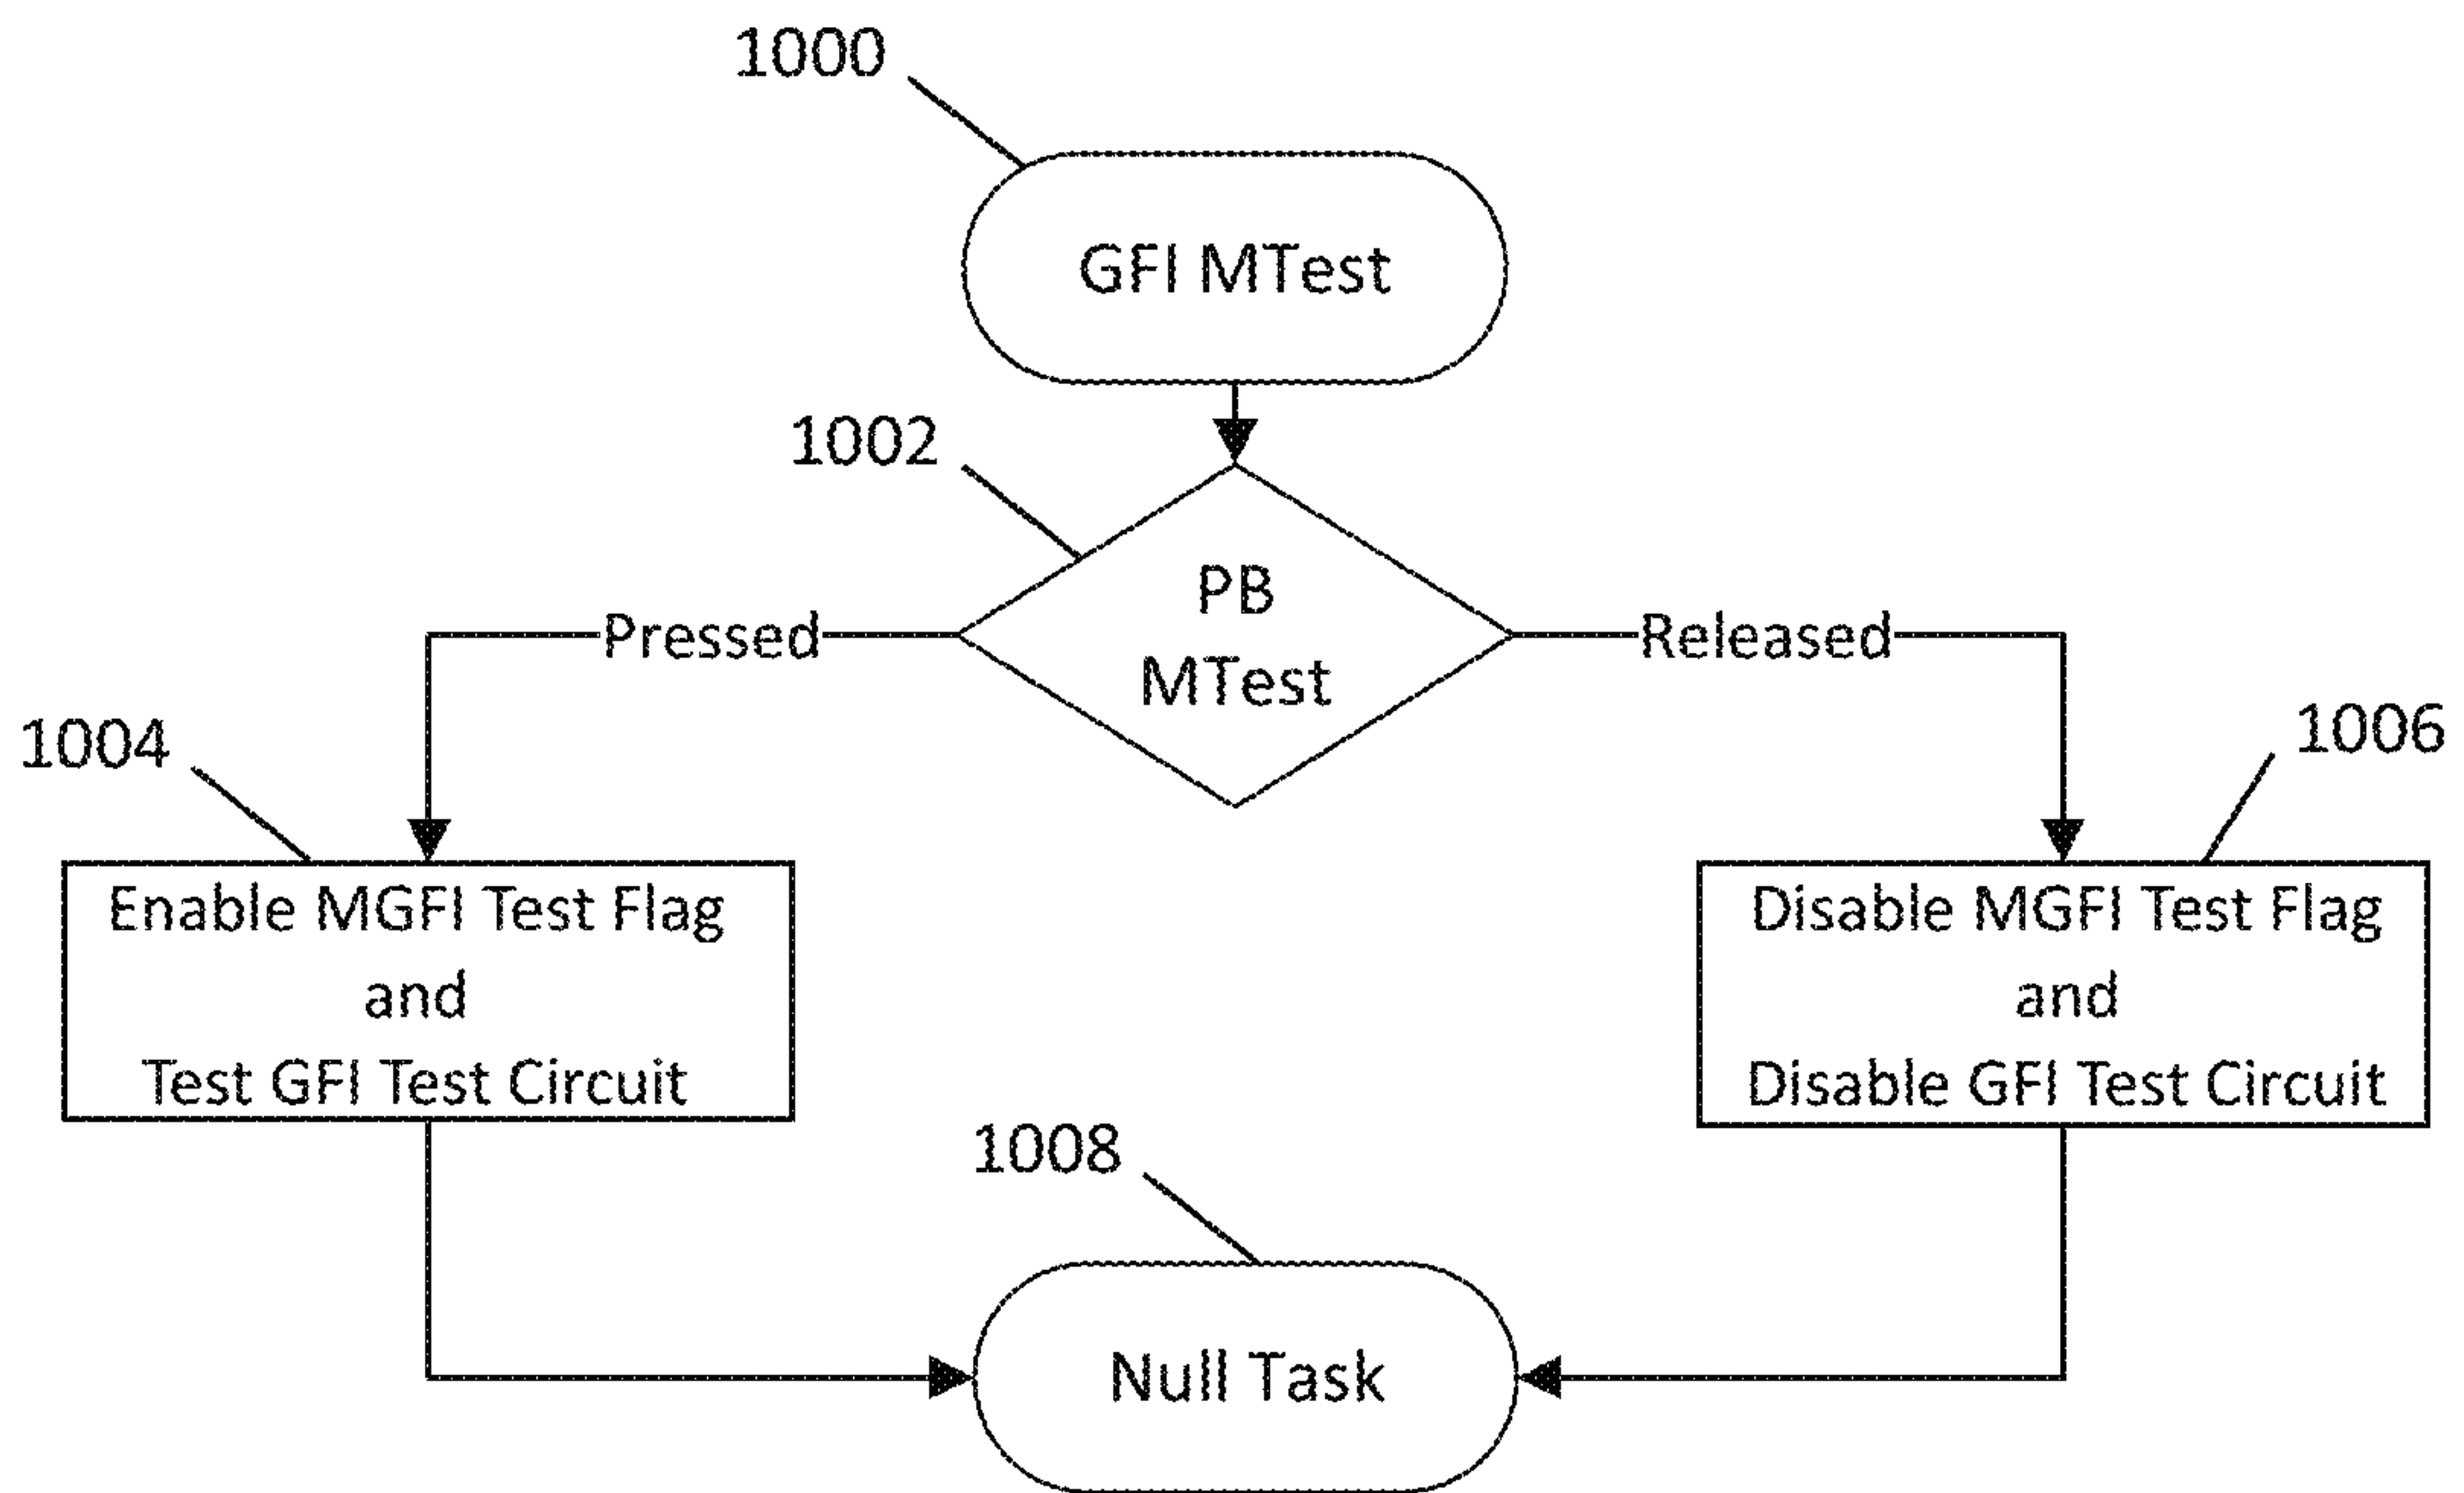 1000
GFI MTest
1002
PB
MTest
Pressed
Released
1004
1006
Enable MGFI Test Flag
and
Test GFI Test Circuit
Disable MGFI Test Flag
and
Disable GFI Test Circuit
1008
Null Task